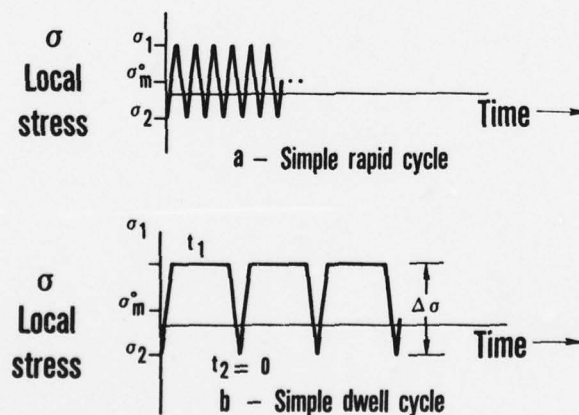 σ
Local
stress
σ1
σ°m
σ2
..
Time
a - Simple rapid cycle
σ
Local
stress
σ1
t1
σ°m
σ2
t2 = 0
Δσ
Time
b - Simple dwell cycle